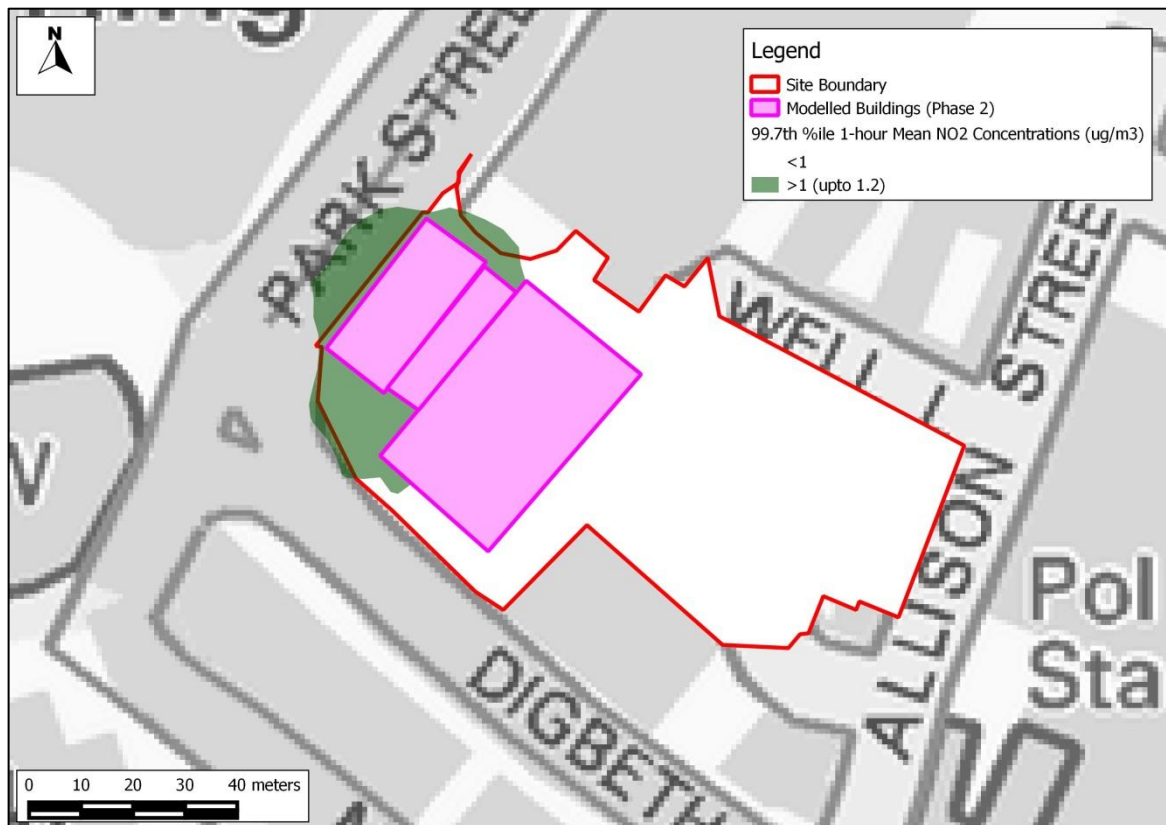 N
PARK STREE
Legend
Site Boundary
Modelled Buildings (Phase 2)
99.7th %ile 1-hour Mean NO2 Concentrations (ug/m3)
<1
>1 (upto 1.2)
WELL L
ALLISON STREE
W
Pol
Sta
DIGBETH
0 10 20 30 40 meters